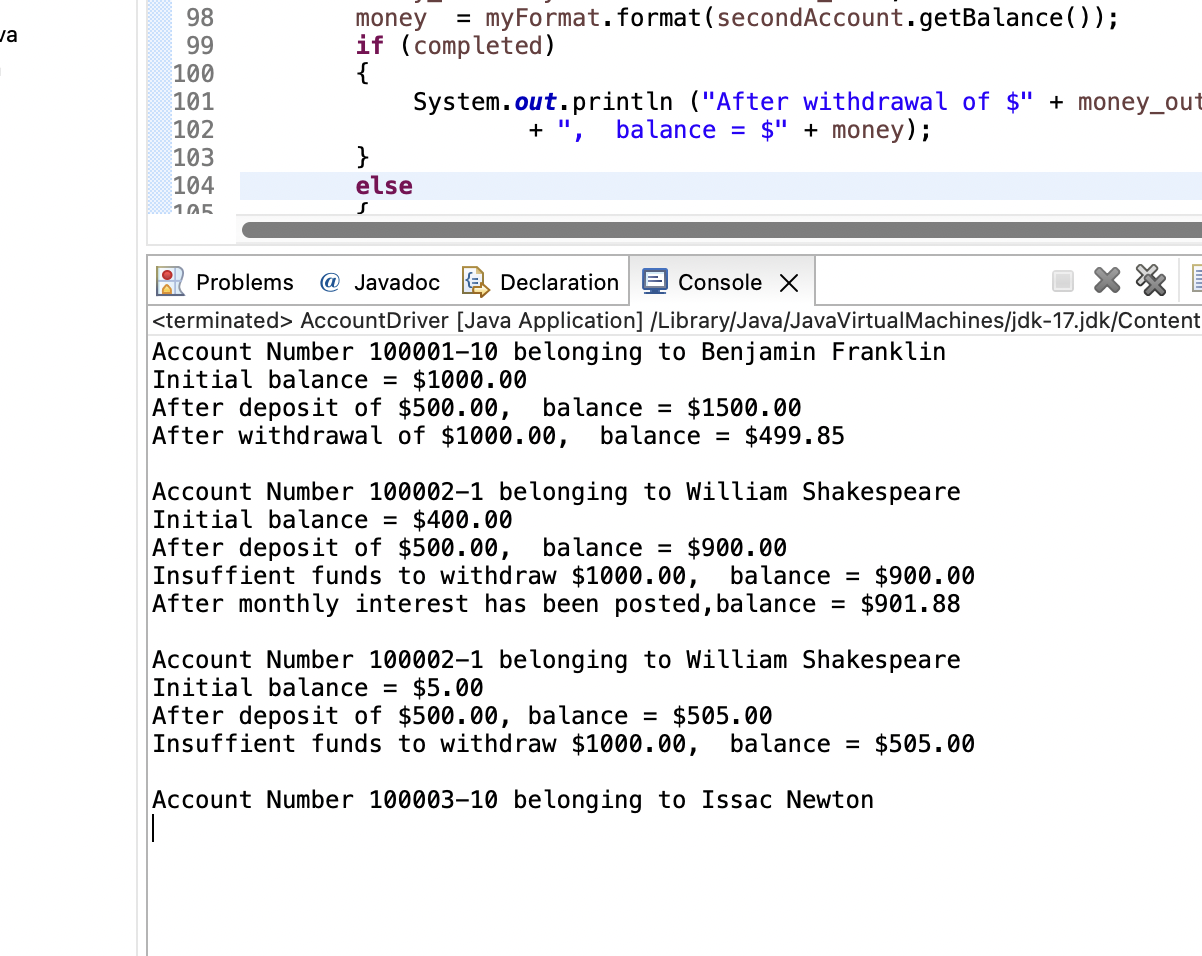 va
98 money  = myFormat.format(secondAccount.getBalance());
99 if (completed)
100 {
101 System.out.println ("After withdrawal of $" + money_out
102 + ",  balance = $" + money);
103 }
104 else
105 {
Problems @ Javadoc Declaration Console
<terminated> AccountDriver [Java Application] /Library/Java/JavaVirtualMachines/jdk-17.jdk/Content
Account Number 100001-10 belonging to Benjamin Franklin
Initial balance = $1000.00
After deposit of $500.00,  balance = $1500.00
After withdrawal of $1000.00,  balance = $499.85
Account Number 100002-1 belonging to William Shakespeare
Initial balance = $400.00
After deposit of $500.00,  balance = $900.00
Insufficient funds to withdraw $1000.00,  balance = $900.00
After monthly interest has been posted,balance = $901.88
Account Number 100002-1 belonging to William Shakespeare
Initial balance = $5.00
After deposit of $500.00, balance = $505.00
Insufficient funds to withdraw $1000.00,  balance = $505.00
Account Number 100003-10 belonging to Issac Newton